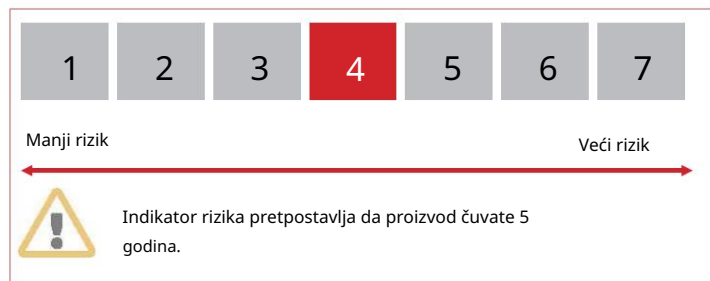 1 2 3 4 5 6 7
Manji rizik Veći rizik
Indikator rizika pretpostavlja da proizvod čuvate 5
godina.